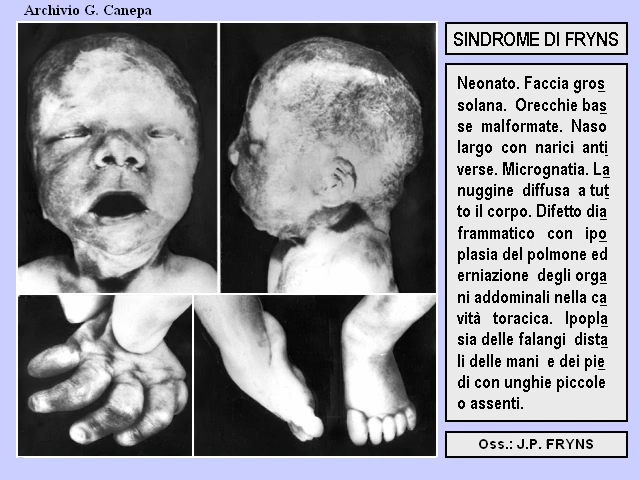 Archivio G. Canepa
SINDROME DI FRYNS
Neonato. Faccia gros
solana. Orecchie bas
se malformate. Naso
largo con narici anti
verse. Micrognatia. La
nuggine diffusa a tut
to il corpo. Difetto dia
frammatico con ipo
plasia del polmone ed
erniazione degli orga
ni addominali nella ca
vità toracica. Ipopla
sia delle falangi dista
li delle mani e dei pie
di con unghie piccole
o assenti.
Oss.: J.P. FRYNS